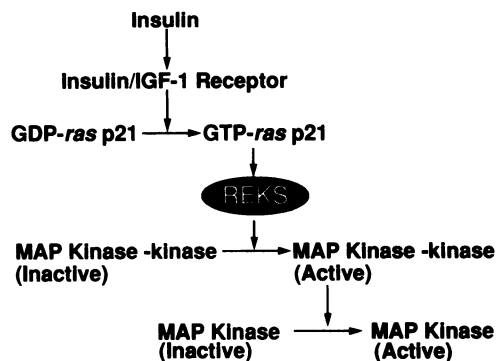 Insulin
Insulin/IGF-1 Receptor
GDP-ras p21 GTP-ras p21
REKS
MAP Kinase -kinase MAP Kinase -kinase
(Inactive) (Active)
MAP Kinase MAP Kinase
(Inactive) (Active)